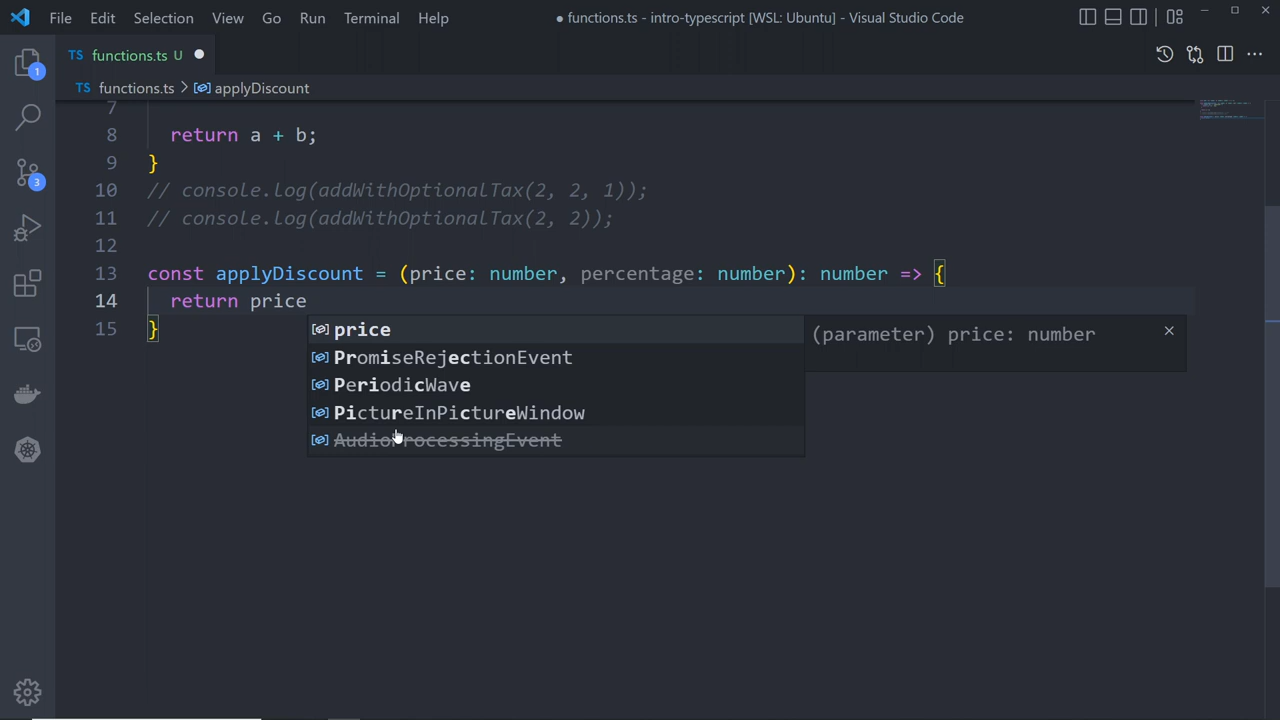 File Edit Selection View Go Run Terminal Help ● functions.ts - intro-typescript [WSL: Ubuntu] - Visual Studio Code
TS functions.ts U
TS functions.ts > applyDiscount
1
3
7
8 return a + b;
9 }
10 // console.log(addWithOptionalTax(2, 2, 1));
11 // console.log(addWithOptionalTax(2, 2));
12
13 const applyDiscount = (price: number, percentage: number): number => {
14 return price
15 }
price
(parameter) price: number
PromiseRejectionEvent
PeriodicWave
PictureInPictureWindow
AudioProcessingEvent